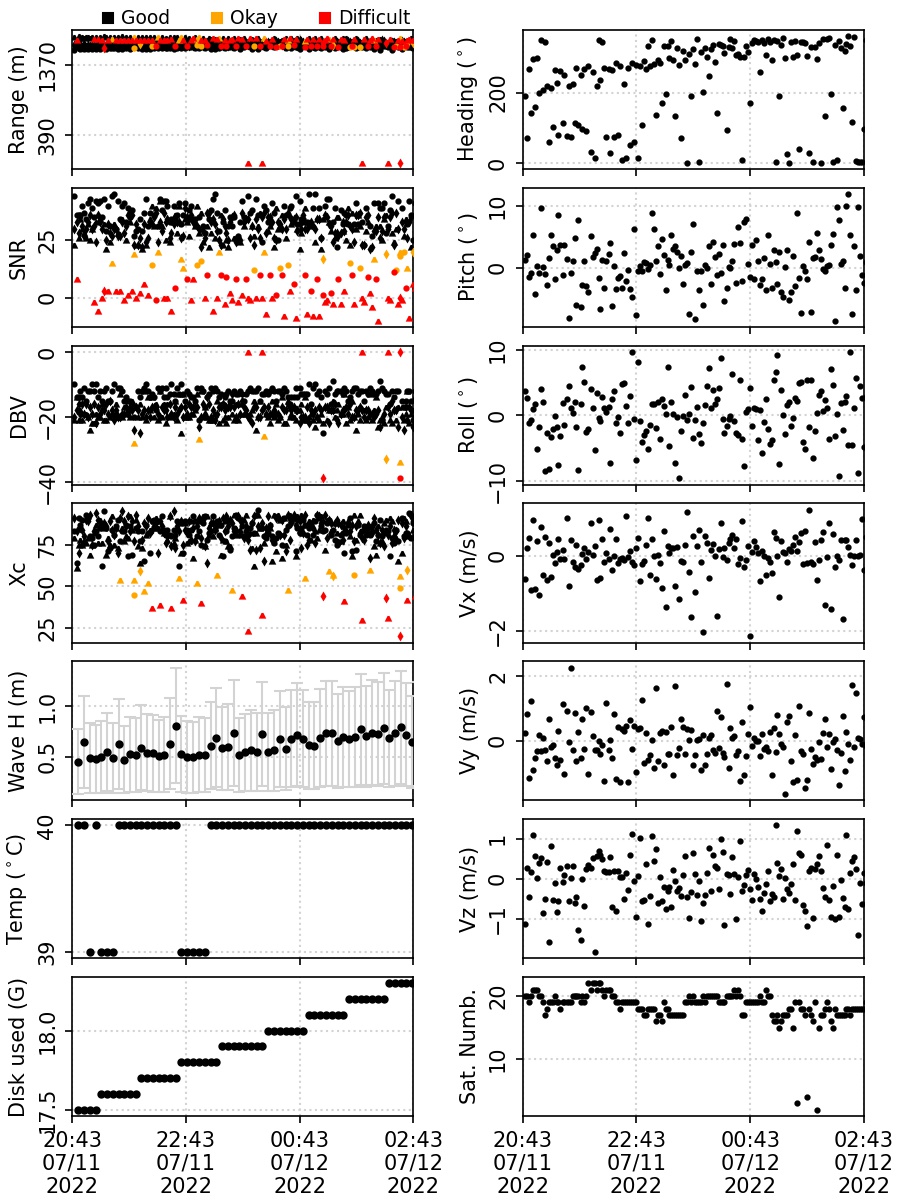 Good Okay Difficult
Range (m)
1370
390
Heading (°)
200
0
SNR
25
0
Pitch (°)
10
0
DBV
0
−20
−40
Roll (°)
10
0
−10
Xc
75
50
25
Vx (m/s)
0
−2
Wave H (m)
1.0
0.5
Vy (m/s)
2
0
Temp (°C)
40
39
Vz (m/s)
1
0
−1
Disk used (G)
18.0
17.5
Sat. Numb.
20
10
20:43 22:43 00:43 02:43
07/11 07/11 07/12 07/12
2022 2022 2022 2022
20:43 22:43 00:43 02:43
07/11 07/11 07/12 07/12
2022 2022 2022 2022